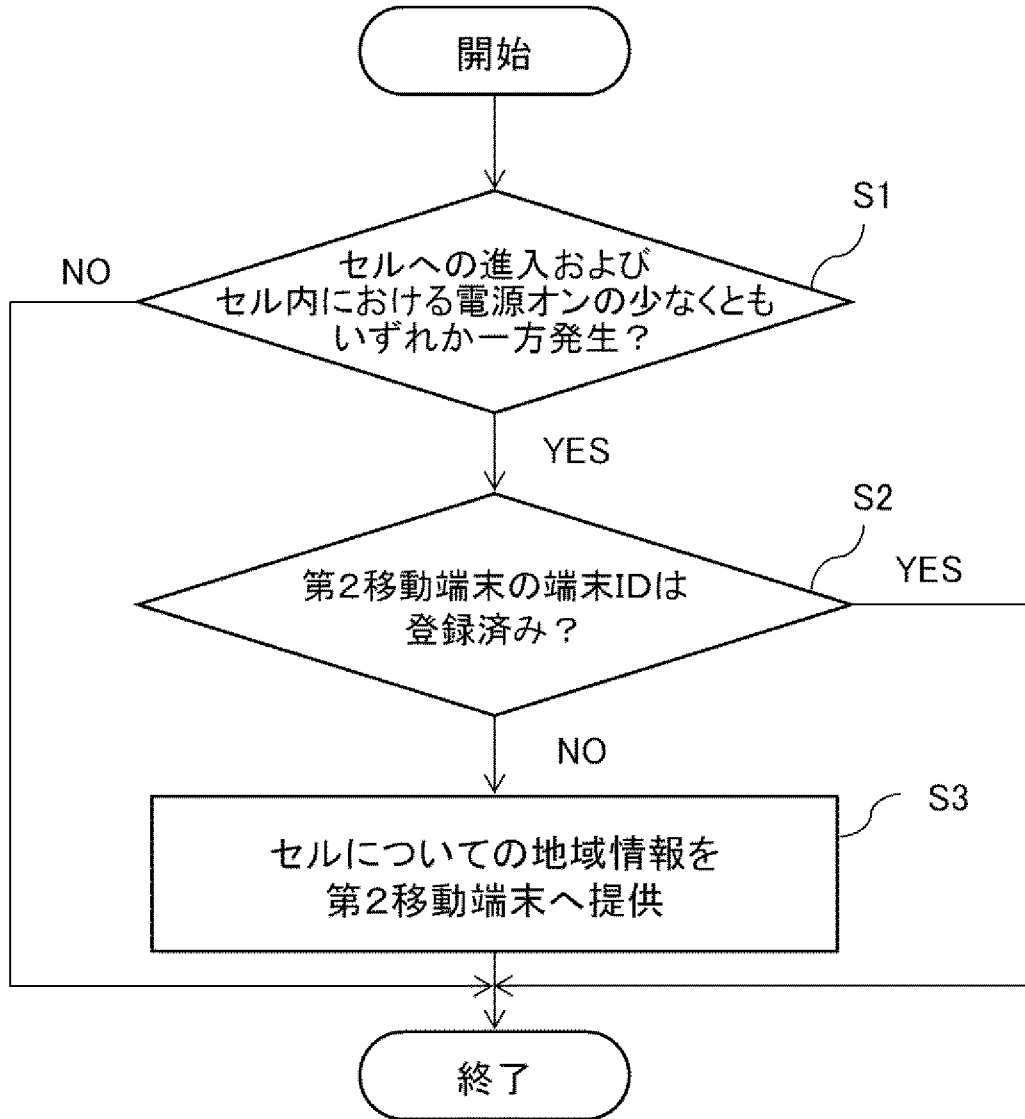 開始
S1
NO
セルへの進入および
セル内における電源オンの少なくとも
いずれか一方発生?
YES
S2
YES
第2移動端末の端末IDは
登録済み?
NO
S3
セルについての地域情報を
第2移動端末へ提供
終了